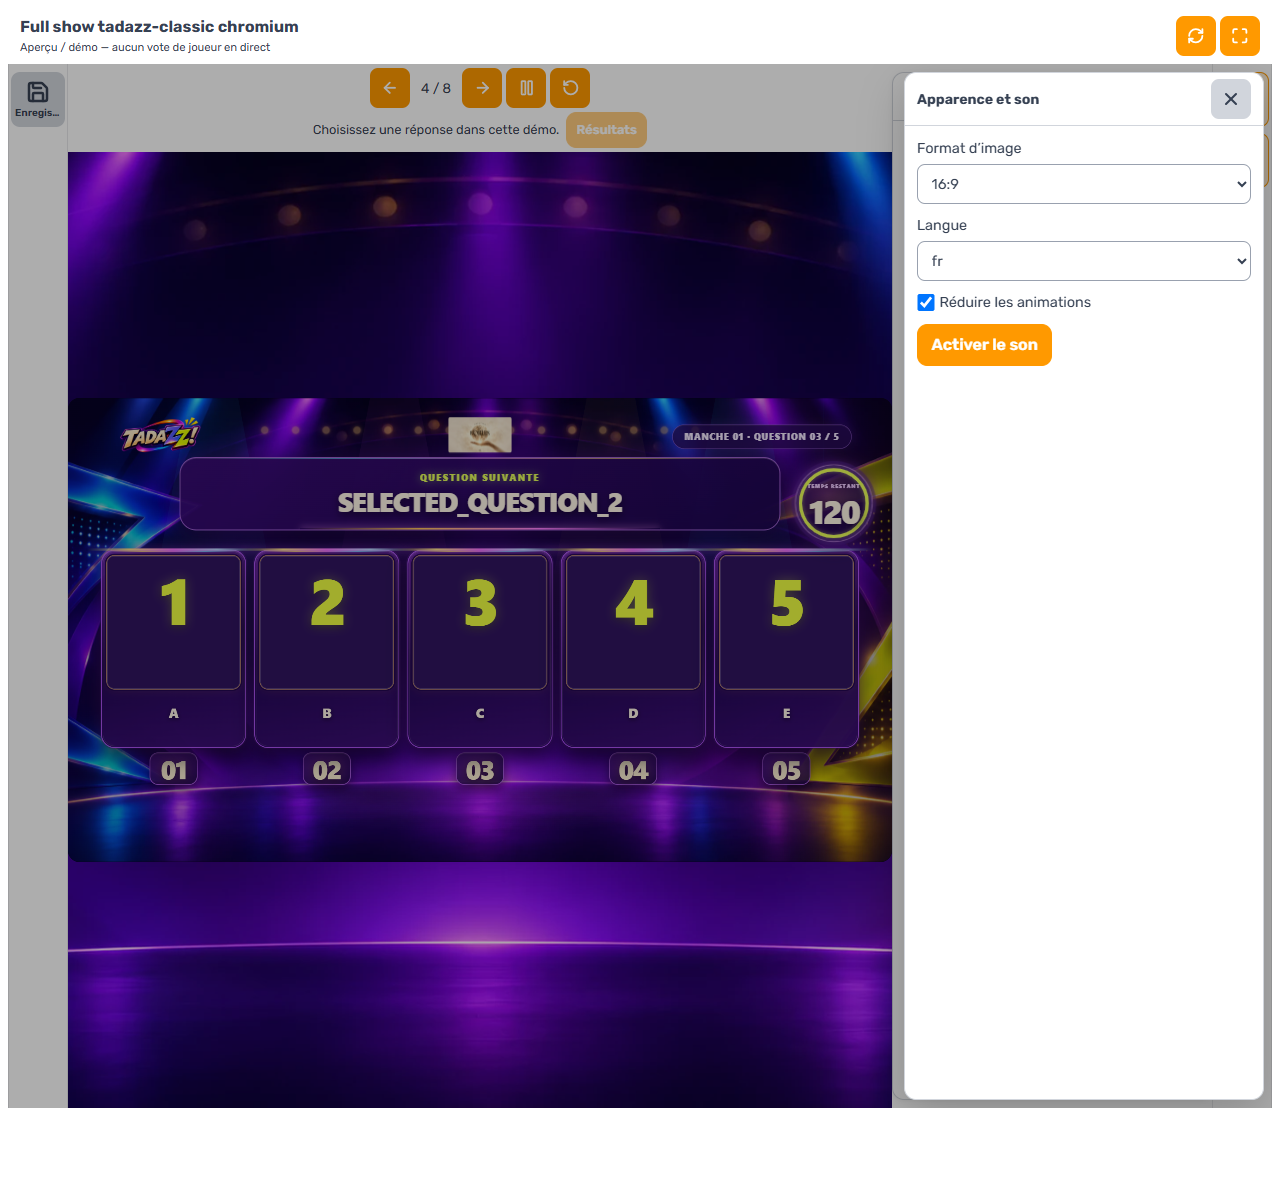 Full show tadazz-classic chromium
Aperçu / démo — aucun vote de joueur en direct
Enregis...
4 / 8
Choisissez une réponse dans cette démo.
Résultats
TADAZZ!
MANCHE 01 · QUESTION 03 / 5
QUESTION SUIVANTE
SELECTED_QUESTION_2
TEMPS RESTANT
120
1
2
3
4
5
A
B
C
D
E
01
02
03
04
05
Apparence et son
Format d’image
16:9
Langue
fr
Réduire les animations
Activer le son